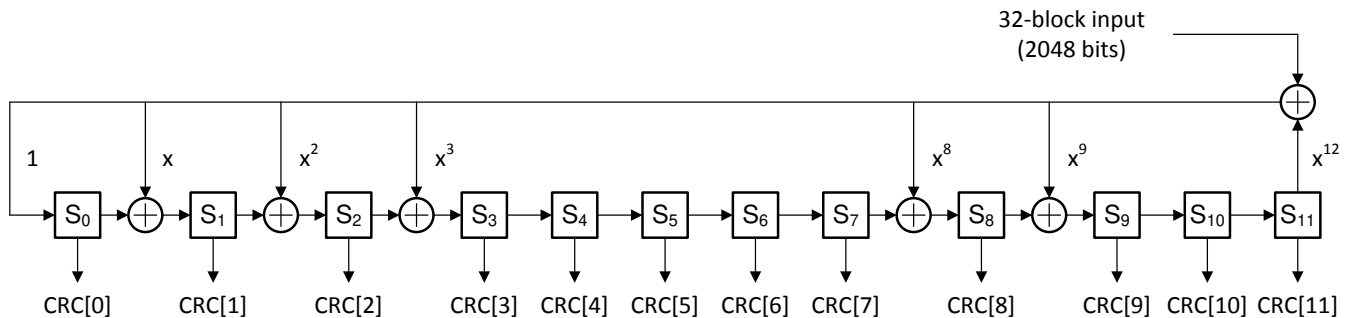 32-block input
(2048 bits)
1 x x² x³ x⁸ x⁹ x¹²
S₀ S₁ S₂ S₃ S₄ S₅ S₆ S₇ S₈ S₉ S₁₀ S₁₁
CRC[0] CRC[1] CRC[2] CRC[3] CRC[4] CRC[5] CRC[6] CRC[7] CRC[8] CRC[9] CRC[10] CRC[11]